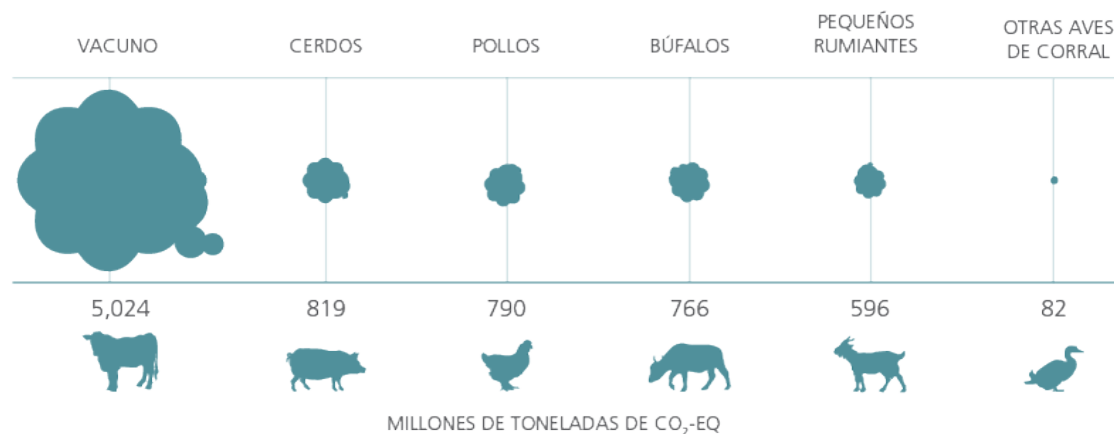 VACUNO
CERDOS
POLLOS
BÚFALOS
PEQUEÑOS
RUMIANTES
OTRAS AVES
DE CORRAL
5,024
819
790
766
596
82
MILLONES DE TONELADAS DE CO₂-EQ